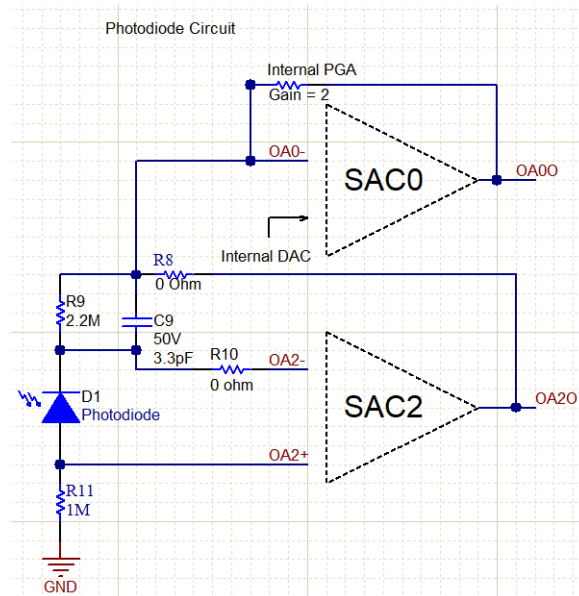 Photodiode Circuit
Internal PGA
Gain = 2
OA0-
SAC0
OA0O
Internal DAC
R8
0 Ohm
R9
2.2M
C9
50V
3.3pF
R10
0 ohm
OA2-
SAC2
OA2O
D1
Photodiode
OA2+
R11
1M
GND